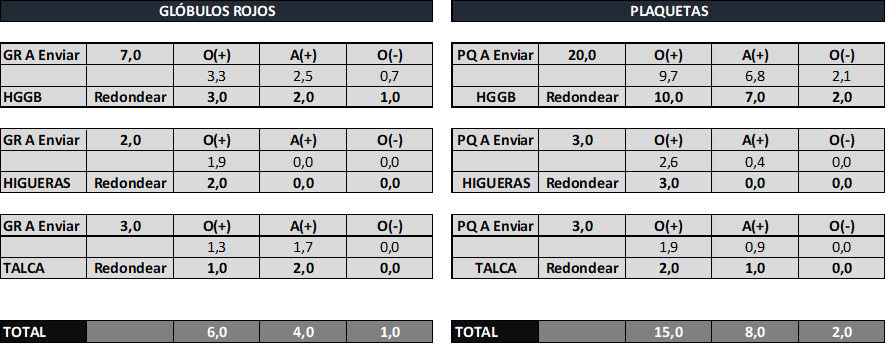 GLÓBULOS ROJOS PLAQUETAS
GR A Enviar 7,0 O(+) A(+) O(-) PQ A Enviar 20,0 O(+) A(+) O(-)
3,3 2,5 0,7 9,7 6,8 2,1
HGGB Redondear 3,0 2,0 1,0 HGGB Redondear 10,0 7,0 2,0
GR A Enviar 2,0 O(+) A(+) O(-) PQ A Enviar 3,0 O(+) A(+) O(-)
1,9 0,0 0,0 2,6 0,4 0,0
HIGUERAS Redondear 2,0 0,0 0,0 HIGUERAS Redondear 3,0 0,0 0,0
GR A Enviar 3,0 O(+) A(+) O(-) PQ A Enviar 3,0 O(+) A(+) O(-)
1,3 1,7 0,0 1,9 0,9 0,0
TALCA Redondear 1,0 2,0 0,0 TALCA Redondear 2,0 1,0 0,0
TOTAL 6,0 4,0 1,0 TOTAL 15,0 8,0 2,0